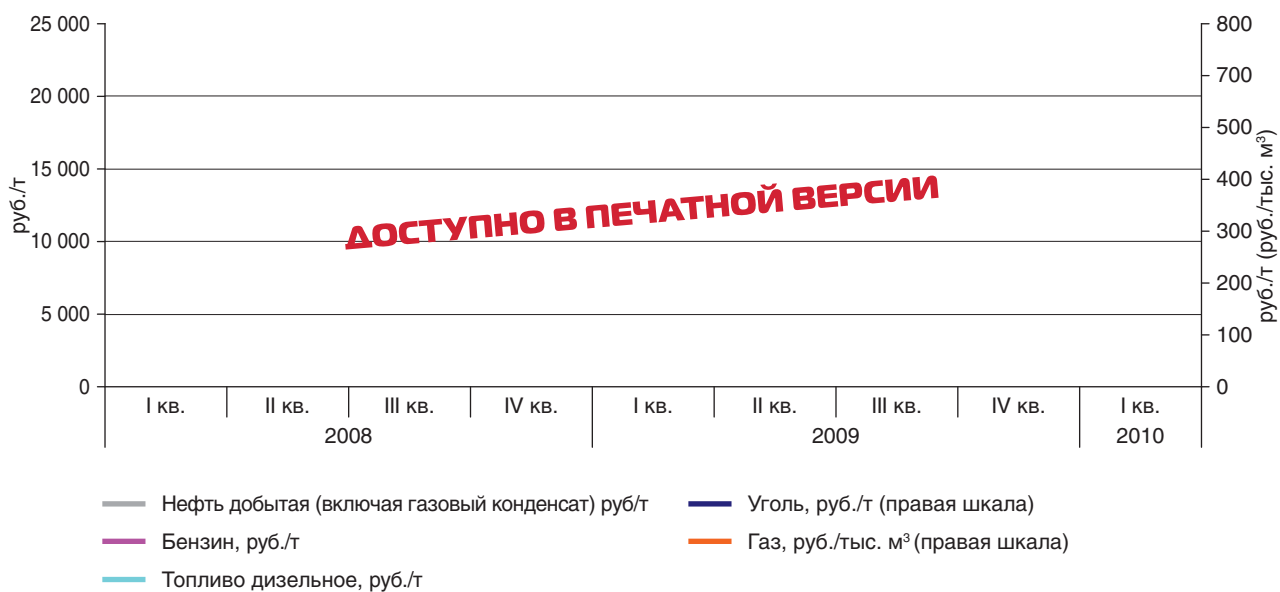 25 000
20 000
15 000
10 000
5 000
0
руб./т
800
700
600
500
400
300
200
100
0
руб./т (руб./тыс. м³)
ДОСТУПНО В ПЕЧАТНОЙ ВЕРСИИ
I кв. II кв. III кв. IV кв. I кв. II кв. III кв. IV кв. I кв.
2008 2009 2010
Нефть добытая (включая газовый конденсат) руб/т
Бензин, руб./т
Топливо дизельное, руб./т
Уголь, руб./т (правая шкала)
Газ, руб./тыс. м³ (правая шкала)